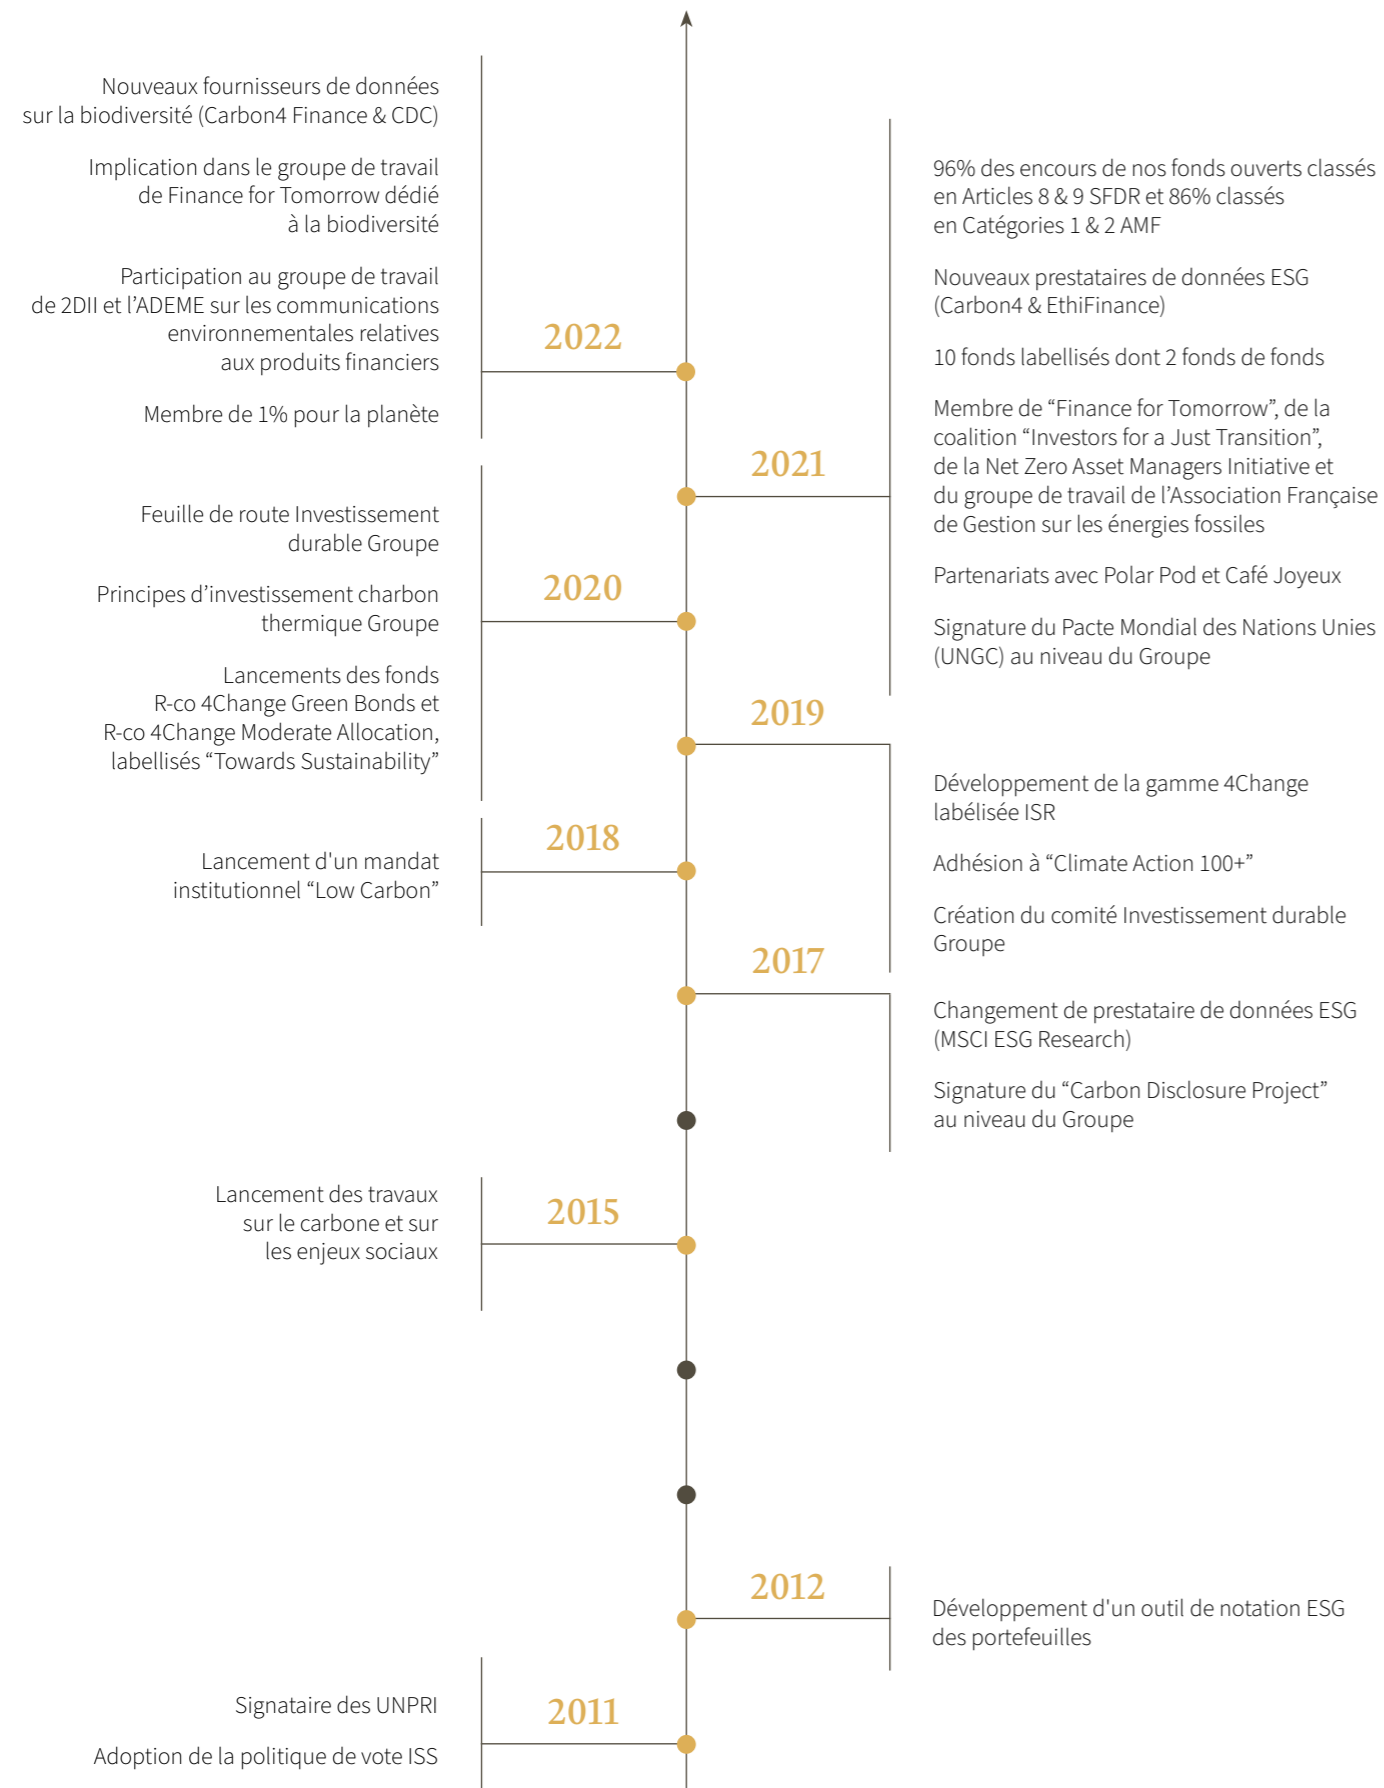 Nouveaux fournisseurs de données
sur la biodiversité (Carbon4 Finance & CDC)
Implication dans le groupe de travail
de Finance for Tomorrow dédié
à la biodiversité
Participation au groupe de travail
de 2DII et l’ADEME sur les communications
environnementales relatives
aux produits financiers
Membre de 1% pour la planète
2022
96% des encours de nos fonds ouverts classés
en Articles 8 & 9 SFDR et 86% classés
en Catégories 1 & 2 AMF
Nouveaux prestataires de données ESG
(Carbon4 & EthiFinance)
10 fonds labellisés dont 2 fonds de fonds
Membre de “Finance for Tomorrow”, de la
coalition “Investors for a Just Transition”,
de la Net Zero Asset Managers Initiative et
du groupe de travail de l’Association Française
de Gestion sur les énergies fossiles
Partenariats avec Polar Pod et Café Joyeux
Signature du Pacte Mondial des Nations Unies
(UNGC) au niveau du Groupe
2021
Feuille de route Investissement
durable Groupe
Principes d’investissement charbon
thermique Groupe
Lancements des fonds
R-co 4Change Green Bonds et
R-co 4Change Moderate Allocation,
labellisés “Towards Sustainability”
2020
2019
Développement de la gamme 4Change
labélisée ISR
Adhésion à “Climate Action 100+”
Création du comité Investissement durable
Groupe
2018
Lancement d'un mandat
institutionnel “Low Carbon”
2017
Changement de prestataire de données ESG
(MSCI ESG Research)
Signature du “Carbon Disclosure Project”
au niveau du Groupe
Lancement des travaux
sur le carbone et sur
les enjeux sociaux
2015
2012
Développement d'un outil de notation ESG
des portefeuilles
Signataire des UNPRI
Adoption de la politique de vote ISS
2011